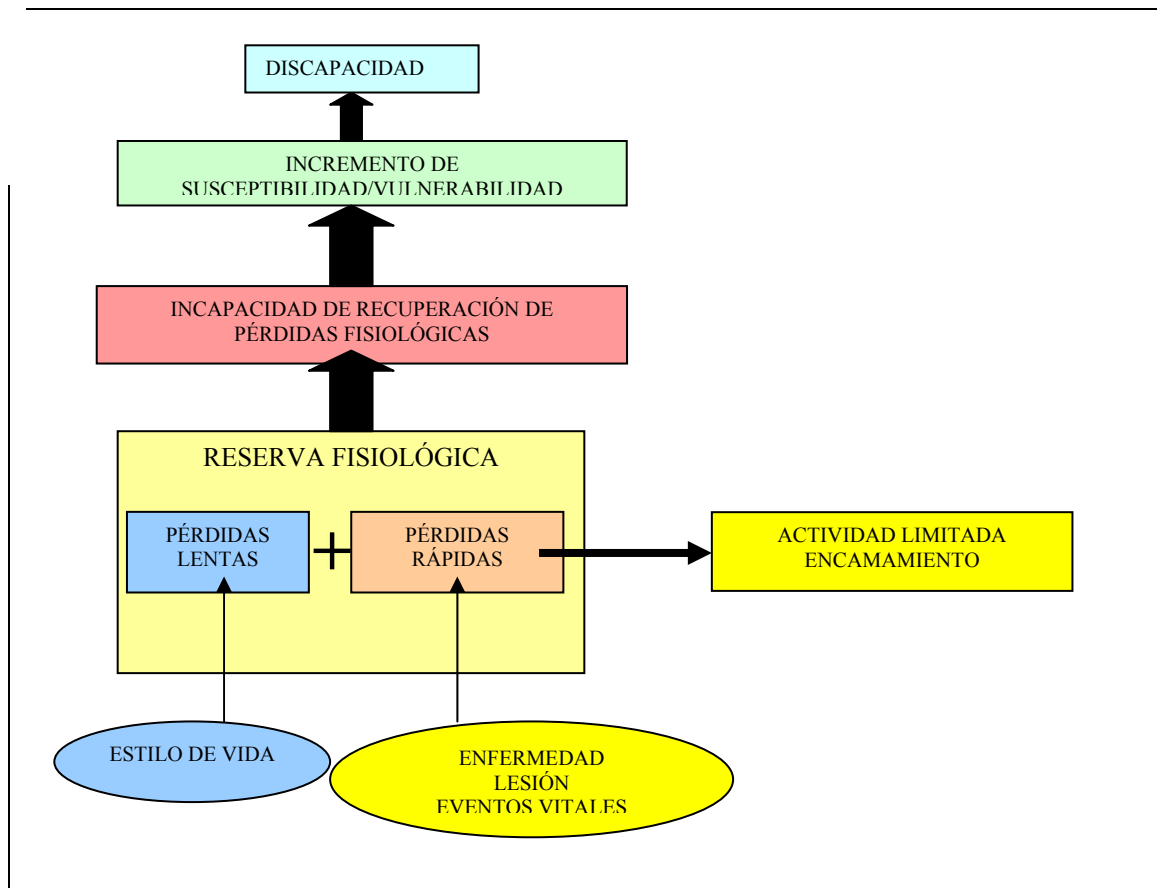 DISCAPACIDAD
INCREMENTO DE
SUSCEPTIBILIDAD/VULNERABILIDAD
INCAPACIDAD DE RECUPERACIÓN DE
PÉRDIDAS FISIOLÓGICAS
RESERVA FISIOLÓGICA
PÉRDIDAS
LENTAS
PÉRDIDAS
RÁPIDAS
ACTIVIDAD LIMITADA
ENCAMAMIENTO
ESTILO DE VIDA
ENFERMEDAD
LESIÓN
EVENTOS VITALES